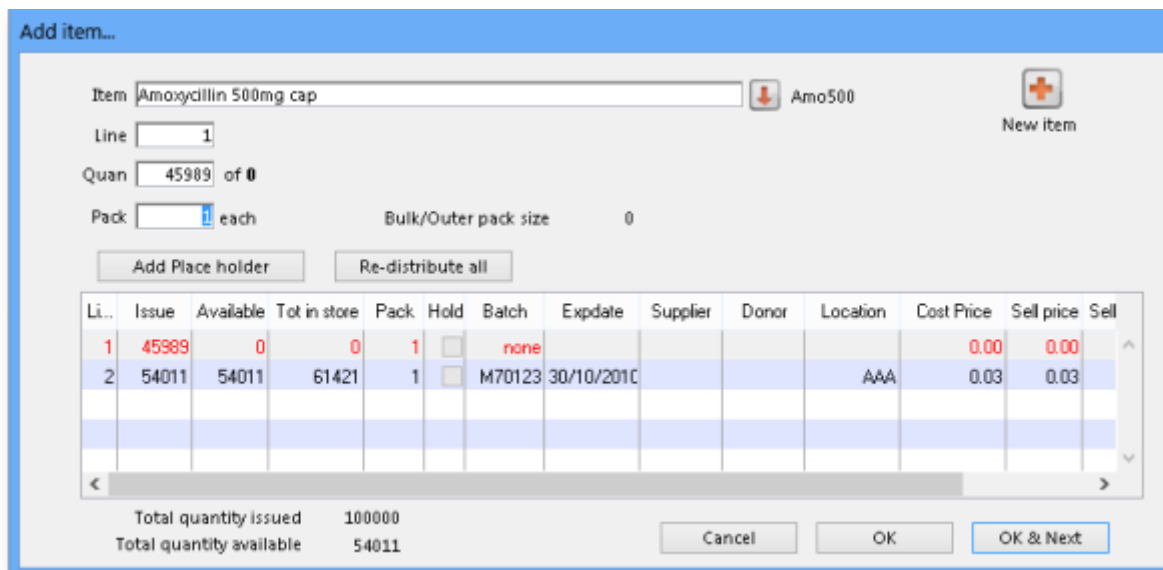 Add item...
Item Amoxycillin 500mg cap Amo500
New item
Line 1
Quan 45989 of 0
Pack 1 each Bulk/Outer pack size 0
Add Place holder Re-distribute all
Li... Issue Available Tot in store Pack Hold Batch Expdate Supplier Donor Location Cost Price Sell price Sell
1 45989 0 0 1 none 0.00 0.00
2 54011 54011 61421 1 M70123 30/10/2010 AAA 0.03 0.03
Total quantity issued 100000
Total quantity available 54011
Cancel OK OK & Next